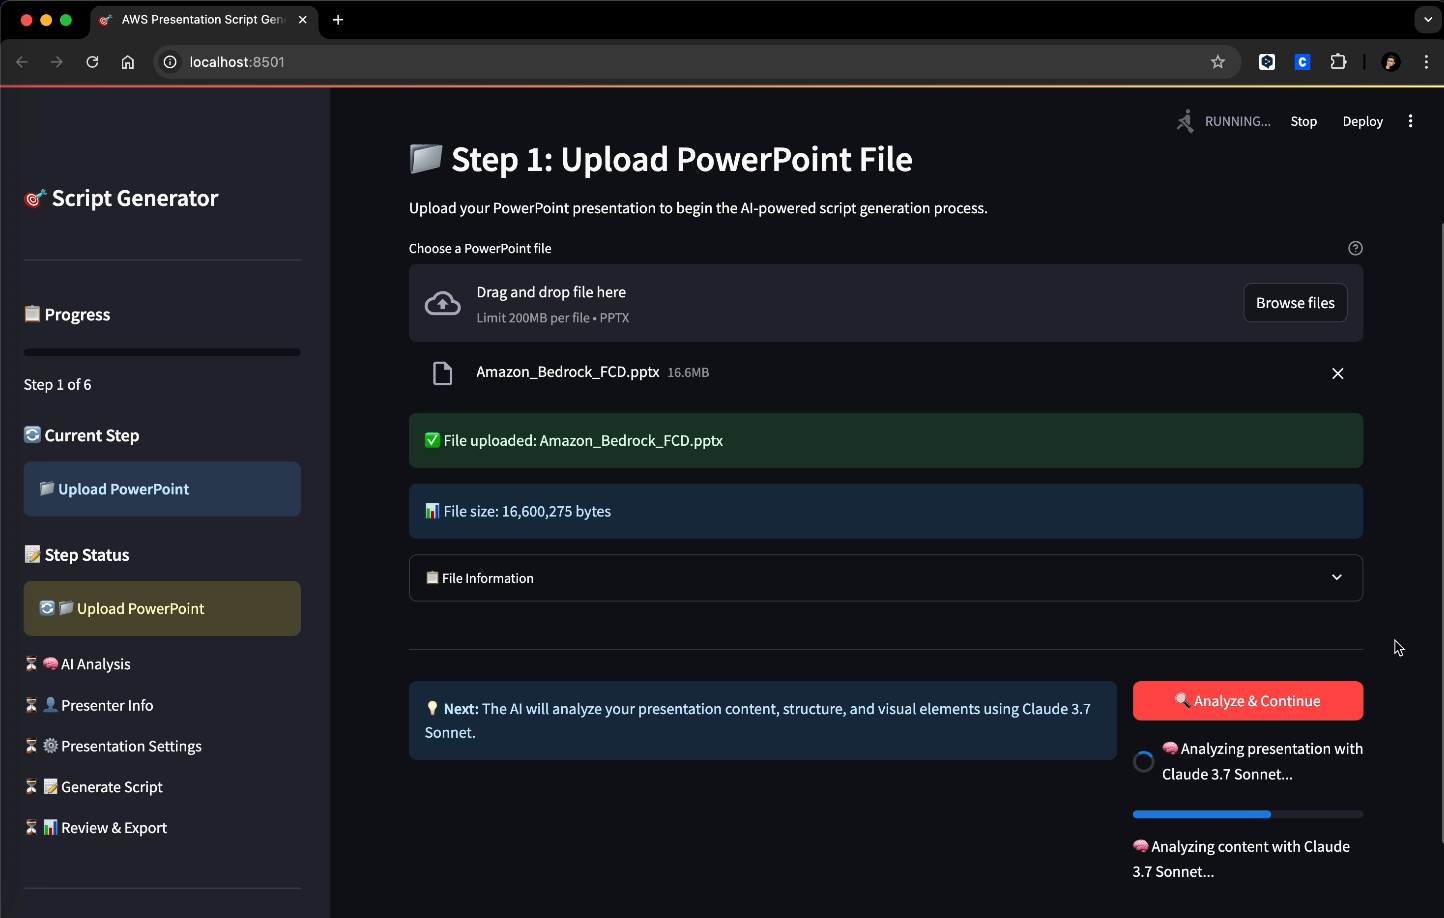 AWS Presentation Script Gen
localhost:8501
RUNNING...
Stop
Deploy
Script Generator
Progress
Step 1 of 6
Current Step
Upload PowerPoint
Step Status
Upload PowerPoint
AI Analysis
Presenter Info
Presentation Settings
Generate Script
Review & Export
Step 1: Upload PowerPoint File
Upload your PowerPoint presentation to begin the AI-powered script generation process.
Choose a PowerPoint file
Drag and drop file here
Limit 200MB per file • PPTX
Browse files
Amazon_Bedrock_FCD.pptx 16.6MB
File uploaded: Amazon_Bedrock_FCD.pptx
File size: 16,600,275 bytes
File Information
Next: The AI will analyze your presentation content, structure, and visual elements using Claude 3.7
Sonnet.
Analyze & Continue
Analyzing presentation with
Claude 3.7 Sonnet...
Analyzing content with Claude
3.7 Sonnet...